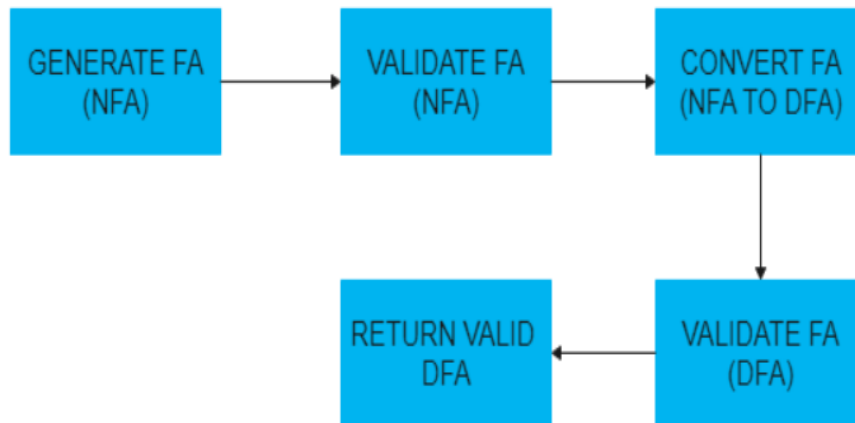 GENERATE FA
(NFA)
VALIDATE FA
(NFA)
CONVERT FA
(NFA TO DFA)
VALIDATE FA
(DFA)
RETURN VALID
DFA